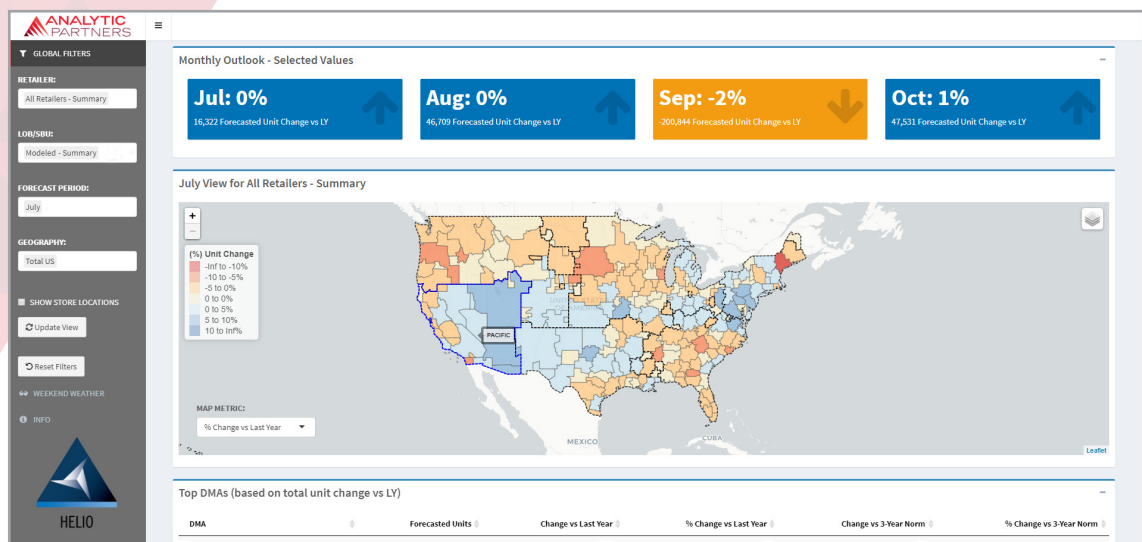 ANALYTIC
PARTNERS
GLOBAL FILTERS
RETAILER:
All Retailers - Summary
LOB/SBU:
Modeled - Summary
FORECAST PERIOD:
July
GEOGRAPHY:
Total US
SHOW STORE LOCATIONS
Update View
Reset Filters
WEEKEND WEATHER
INFO
HELIO
Monthly Outlook - Selected Values
Jul: 0%
16,322 Forecasted Unit Change vs LY
Aug: 0%
46,709 Forecasted Unit Change vs LY
Sep: -2%
-200,844 Forecasted Unit Change vs LY
Oct: 1%
47,531 Forecasted Unit Change vs LY
July View for All Retailers - Summary
+
−
(%) Unit Change
-Inf to -10%
-10 to -5%
-5 to 0%
0 to 0%
0 to 5%
5 to 10%
10 to Inf%
UNITED STATES
OF AMERICA
PACIFIC
MAP METRIC:
% Change vs Last Year
MEXICO
CUBA
Leaflet
Top DMAs (based on total unit change vs LY)
DMA Forecasted Units Change vs Last Year % Change vs Last Year Change vs 3-Year Norm % Change vs 3-Year Norm